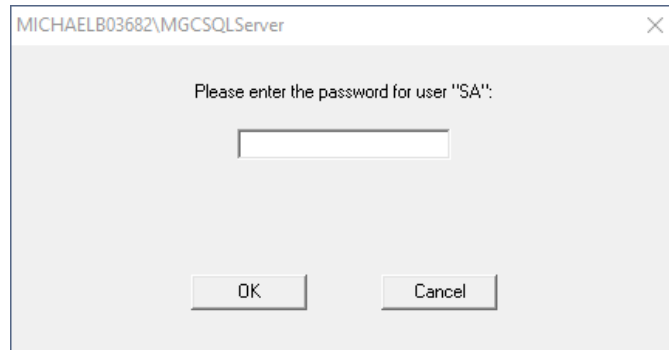 MICHAELB03682\MGCSQLServer
Please enter the password for user "SA":
OK
Cancel